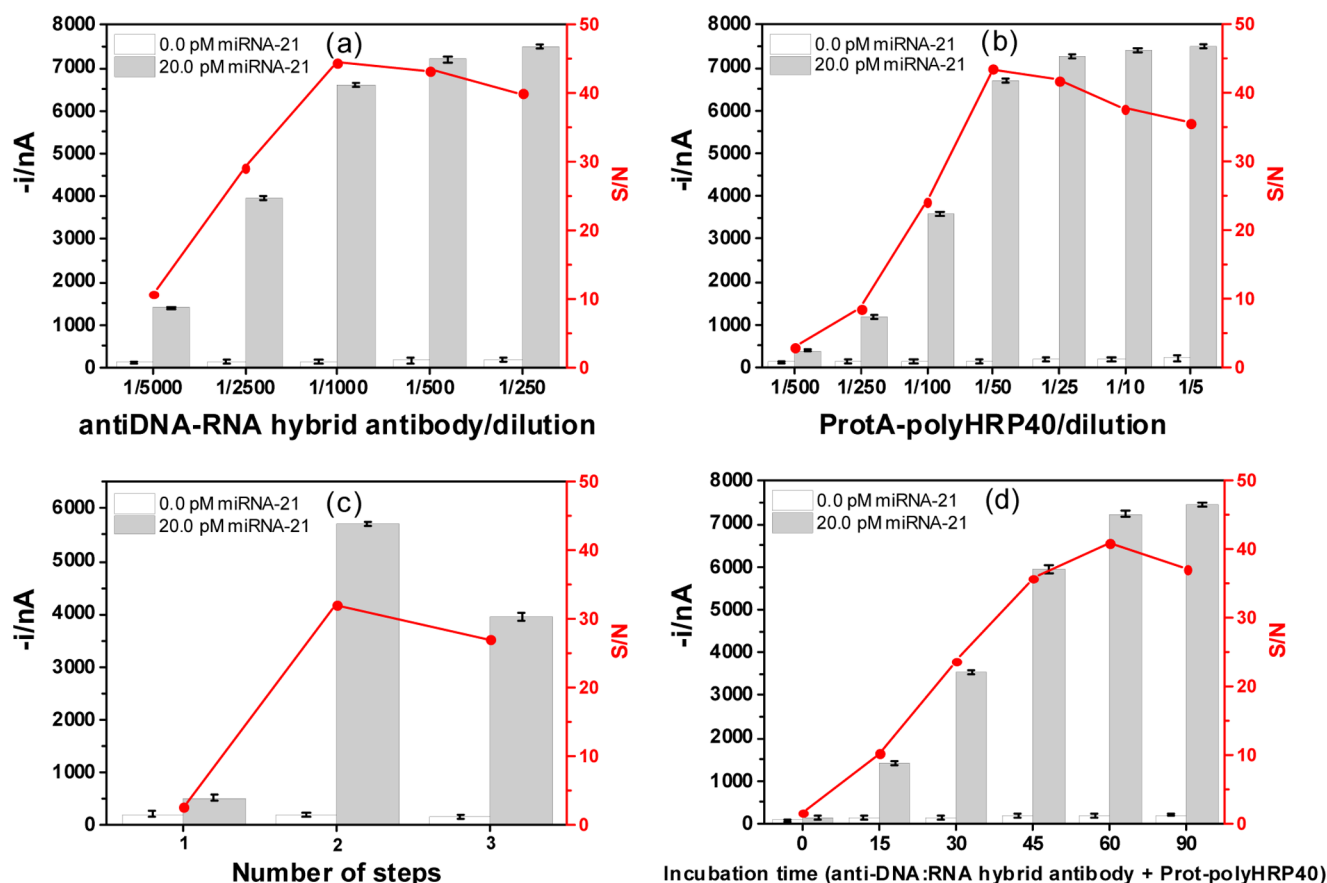 0.0 pM miRNA-21
20.0 pM miRNA-21
(a)
-i/nA
8000
7000
6000
5000
4000
3000
2000
1000
0
S/N
50
40
30
20
10
0
1/5000 1/2500 1/1000 1/500 1/250
antiDNA-RNA hybrid antibody/dilution
0.0 pM miRNA-21
20.0 pM miRNA-21
(b)
-i/nA
8000
7000
6000
5000
4000
3000
2000
1000
0
S/N
50
40
30
20
10
0
1/500 1/250 1/100 1/50 1/25 1/10 1/5
ProtA-polyHRP40/dilution
0.0 pM miRNA-21
20.0 pM miRNA-21
(c)
-i/nA
6000
5000
4000
3000
2000
1000
0
S/N
50
40
30
20
10
0
1 2 3
Number of steps
0.0 pM miRNA-21
20.0 pM miRNA-21
(d)
-i/nA
8000
7000
6000
5000
4000
3000
2000
1000
0
S/N
50
40
30
20
10
0
0 15 30 45 60 90
Incubation time (anti-DNA:RNA hybrid antibody + Prot-polyHRP40)